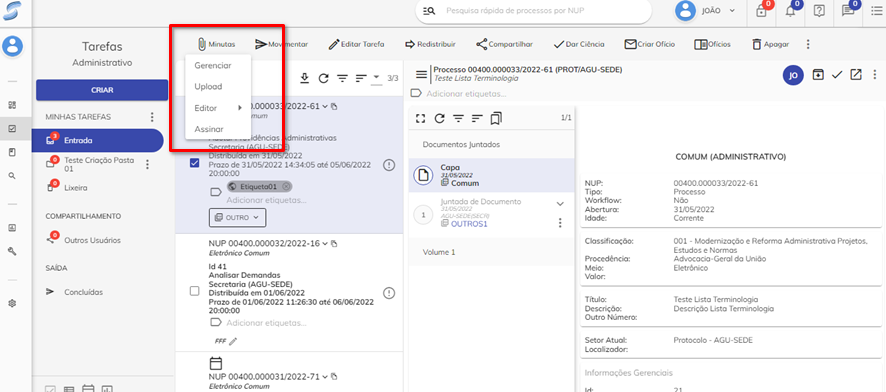 Pesquisa rápida de processos por NUP
JOÃO
0
0
0
Tarefas
Administrativo
CRIAR
MINHAS TAREFAS
3
Entrada
0
Teste Criação Pasta
01
0
Lixeira
COMPARTILHAMENTO
0
Outros Usuários
SAÍDA
Concluídas
Minutas
Movimentar
Editar Tarefa
Redistribuir
Compartilhar
Dar Ciência
Criar Ofício
Ofícios
Apagar
Gerenciar
Upload
Editor
Assinar
3/3
0.000033/2022-61
Providências Administrativas
Secretaria (AGU-SEDE)
Distribuída em 31/05/2022
Prazo de 31/05/2022 14:34:05 até 05/06/2022
20:00:00
Etiqueta01
Adicionar etiquetas...
OUTRO
NUP 00400.000032/2022-16
Eletrônico Comum
Id 41
Analisar Demandas
Secretaria (AGU-SEDE)
Distribuída em 01/06/2022
Prazo de 01/06/2022 11:26:30 até 06/06/2022
20:00:00
Adicionar etiquetas...
FFF
NUP 00400.000031/2022-71
Eletrônico Comum
Processo 00400.000033/2022-61 (PROT/AGU-SEDE)
Teste Lista Terminologia
JO
Adicionar etiquetas...
1/1
Documentos Juntados
Capa
31/05/2022
Comum
1
Juntada de Documento
31/05/2022
AGU-SEDE(SECR)
OUTROS1
Volume 1
COMUM (ADMINISTRATIVO)
NUP: 00400.000033/2022-61
Tipo: Processo
Workflow: Não
Abertura: 31/05/2022
Idade: Corrente
Classificação: 001 - Modernização e Reforma Administrativa Projetos,
Estudos e Normas
Procedência: Advocacia-Geral da União
Meio: Eletrônico
Valor:
Título: Teste Lista Terminologia
Descrição: Descrição Lista Terminologia
Outro Número:
Setor Atual: Protocolo - AGU-SEDE
Localizador:
Informações Gerenciais
Id: 21